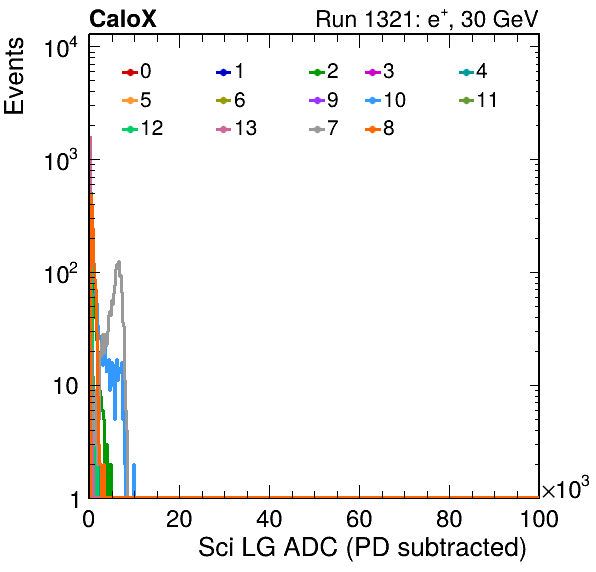 CaloX Run 1321: e⁺, 30 GeV
Events
10⁴
10³
10²
10
1
0 1 2 3 4
5 6 9 10 11
12 13 7 8
0 20 40 60 80 100
×10³
Sci LG ADC (PD subtracted)